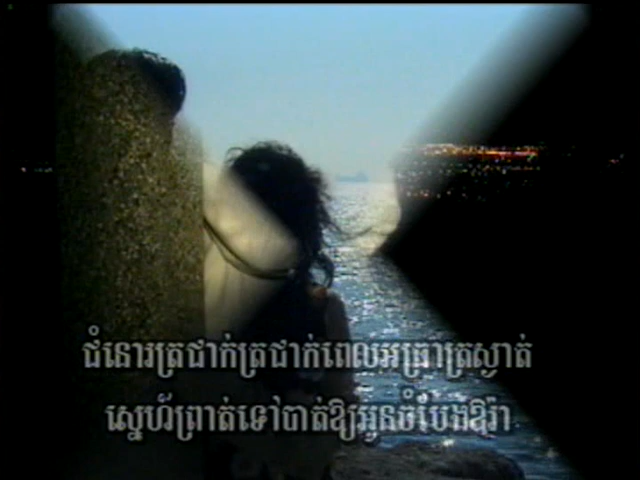 ជំនោរត្រជាក់ត្រជាក់ពេលអធ្រាត្រស្ងាត់
ស្នេហ៍ព្រាត់ទៅបាត់ឱ្យអូនចំបែងឱរ៉ា